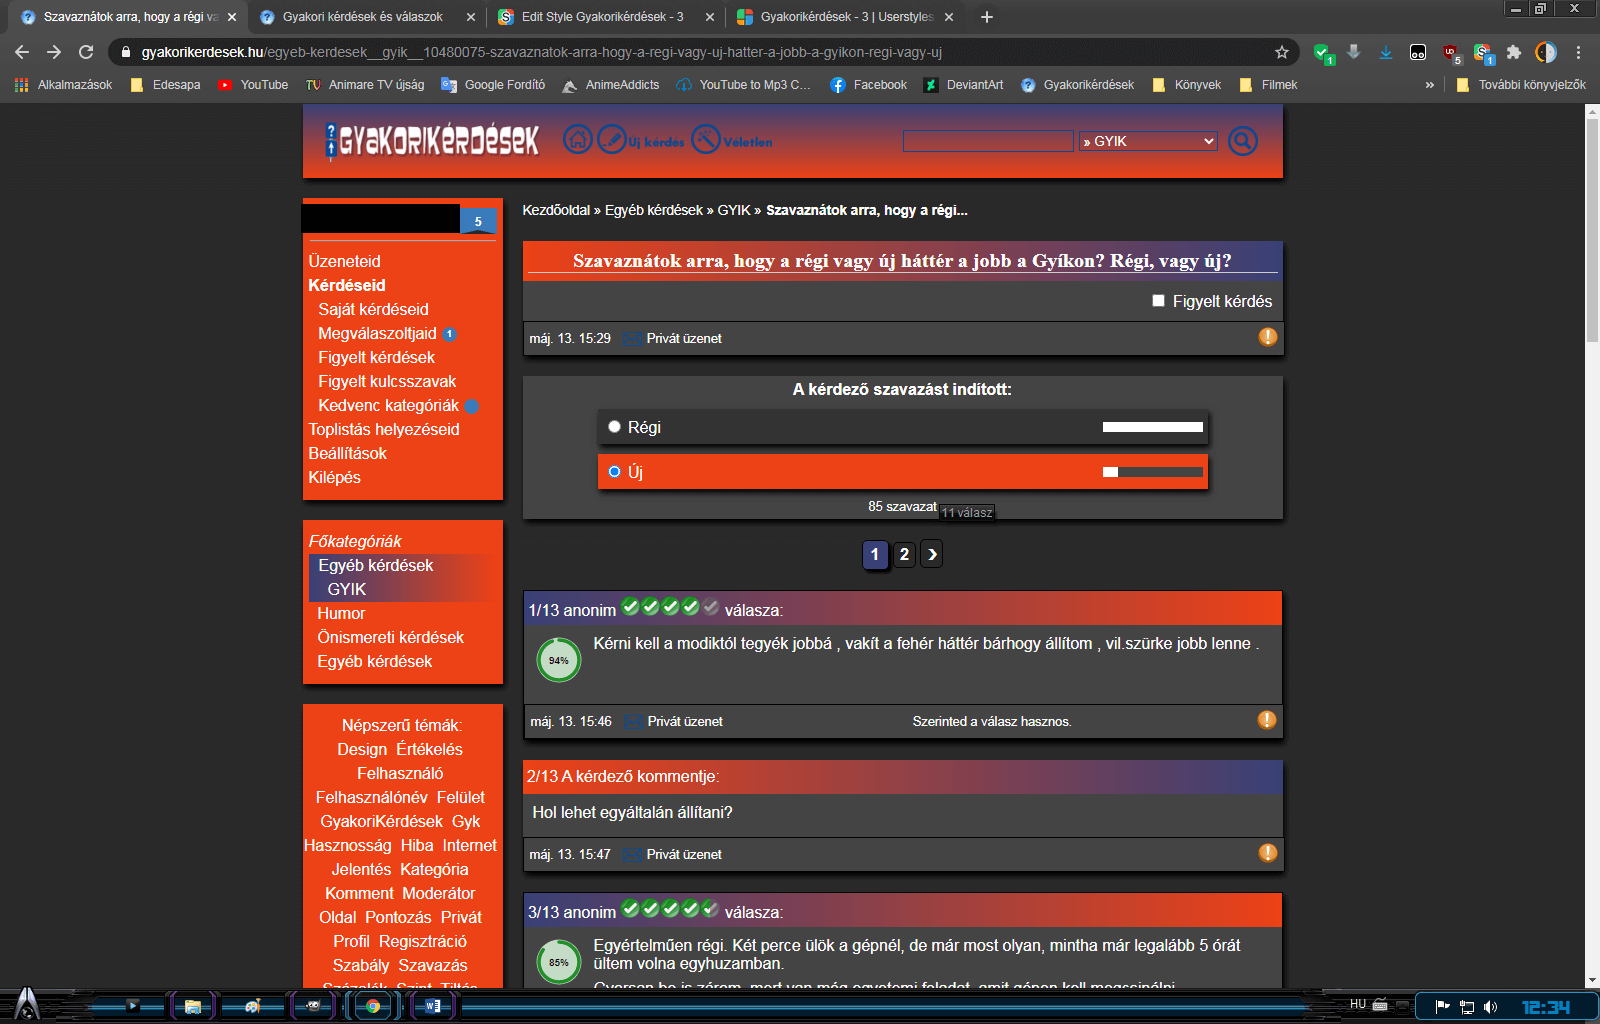 Szavaznátok arra, hogy a régi va
Gyakori kérdések és válaszok
Edit Style Gyakorikérdések - 3
Gyakorikérdések - 3 | Userstyles
gyakorikerdesek.hu/egyeb-kerdesek__gyik__10480075-szavaznatok-arra-hogy-a-regi-vagy-uj-hatter-a-jobb-a-gyikon-regi-vagy-uj
1 5 1
Alkalmazások Edesapa YouTube Animare TV újság Google Fordító AnimeAddicts YouTube to Mp3 C... Facebook DeviantArt Gyakorikérdések Könyvek Filmek » További könyvjelzők
GYAKORIKÉRDÉSEK Új kérdés Véletlen » GYIK
5
Üzeneteid
Kérdéseid
Saját kérdéseid
Megválaszoltjaid 1
Figyelt kérdések
Figyelt kulcsszavak
Kedvenc kategóriák
Toplistás helyezéseid
Beállítások
Kilépés
Főkategóriák
Egyéb kérdések
GYIK
Humor
Önismereti kérdések
Egyéb kérdések
Népszerű témák:
Design Értékelés
Felhasználó
Felhasználónév Felület
GyakoriKérdések Gyk
Hasznosság Hiba Internet
Jelentés Kategória
Komment Moderátor
Oldal Pontozás Privát
Profil Regisztráció
Szabály Szavazás
Százalék Szint Tiltás
Kezdőoldal » Egyéb kérdések » GYIK » Szavaznátok arra, hogy a régi...
Szavaznátok arra, hogy a régi vagy új háttér a jobb a Gyíkon? Régi, vagy új?
Figyelt kérdés
máj. 13. 15:29 Privát üzenet
A kérdező szavazást indított:
Régi
Új
85 szavazat
11 válasz
1 2 ›
1/13 anonim válasza:
94%
Kérni kell a modiktól tegyék jobbá , vakít a fehér háttér bárhogy állítom , vil.szürke jobb lenne .
máj. 13. 15:46 Privát üzenet Szerinted a válasz hasznos.
2/13 A kérdező kommentje:
Hol lehet egyáltalán állítani?
máj. 13. 15:47 Privát üzenet
3/13 anonim válasza:
85%
Egyértelműen régi. Két perce ülök a gépnél, de már most olyan, mintha már legalább 5 órát
ültem volna egyhuzamban.
HU 12:34